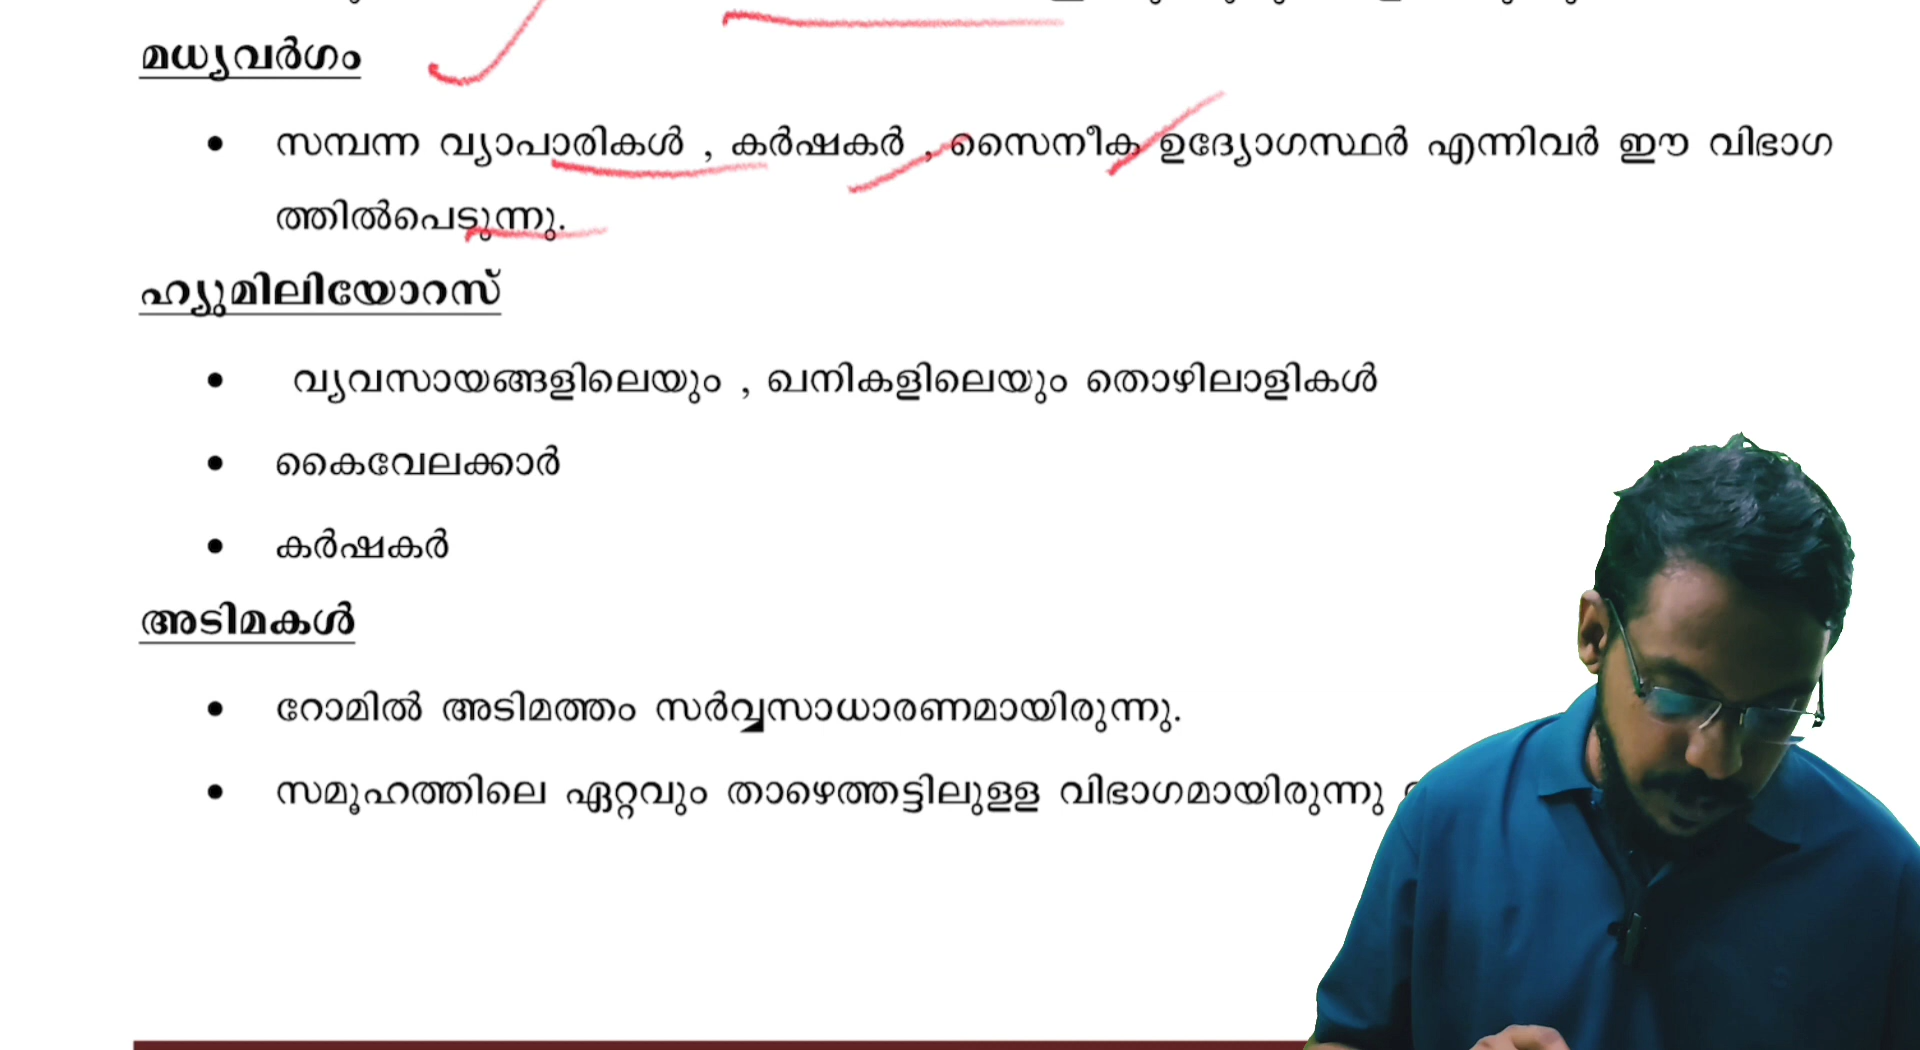 മധ്യവർഗം
• സമ്പന്ന വ്യാപാരികൾ , കർഷകർ , സൈനീക ഉദ്യോഗസ്ഥർ എന്നിവർ ഈ വിഭാഗ
ത്തിൽപെടുന്നു.
ഹ്യുമിലിയോറസ്
• വ്യവസായങ്ങളിലെയും , ഖനികളിലെയും തൊഴിലാളികൾ
• കൈവേലക്കാർ
• കർഷകർ
അടിമകൾ
• റോമിൽ അടിമത്തം സർവ്വസാധാരണമായിരുന്നു.
• സമൂഹത്തിലെ ഏറ്റവും താഴെത്തട്ടിലുളള വിഭാഗമായിരുന്നു